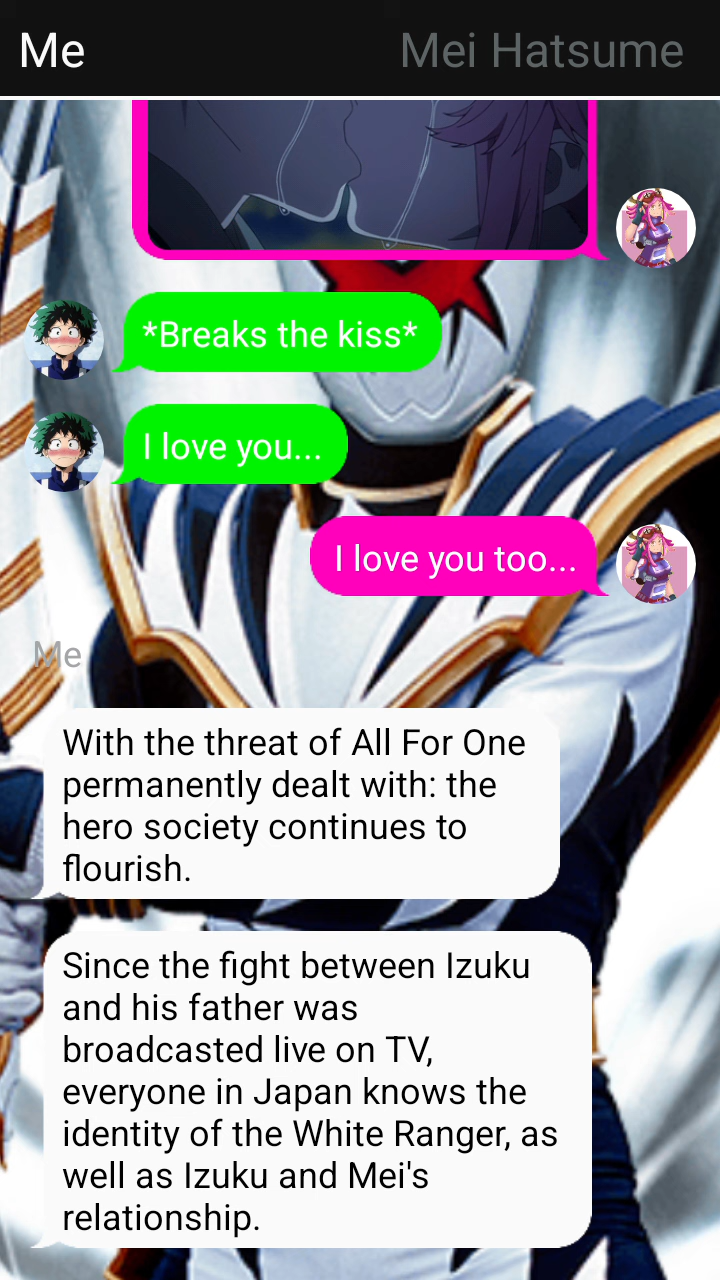 Me
Mei Hatsume
*Breaks the kiss*
I love you...
I love you too...
Me
With the threat of All For One
permanently dealt with: the
hero society continues to
flourish.
Since the fight between Izuku
and his father was
broadcasted live on TV,
everyone in Japan knows the
identity of the White Ranger, as
well as Izuku and Mei's
relationship.